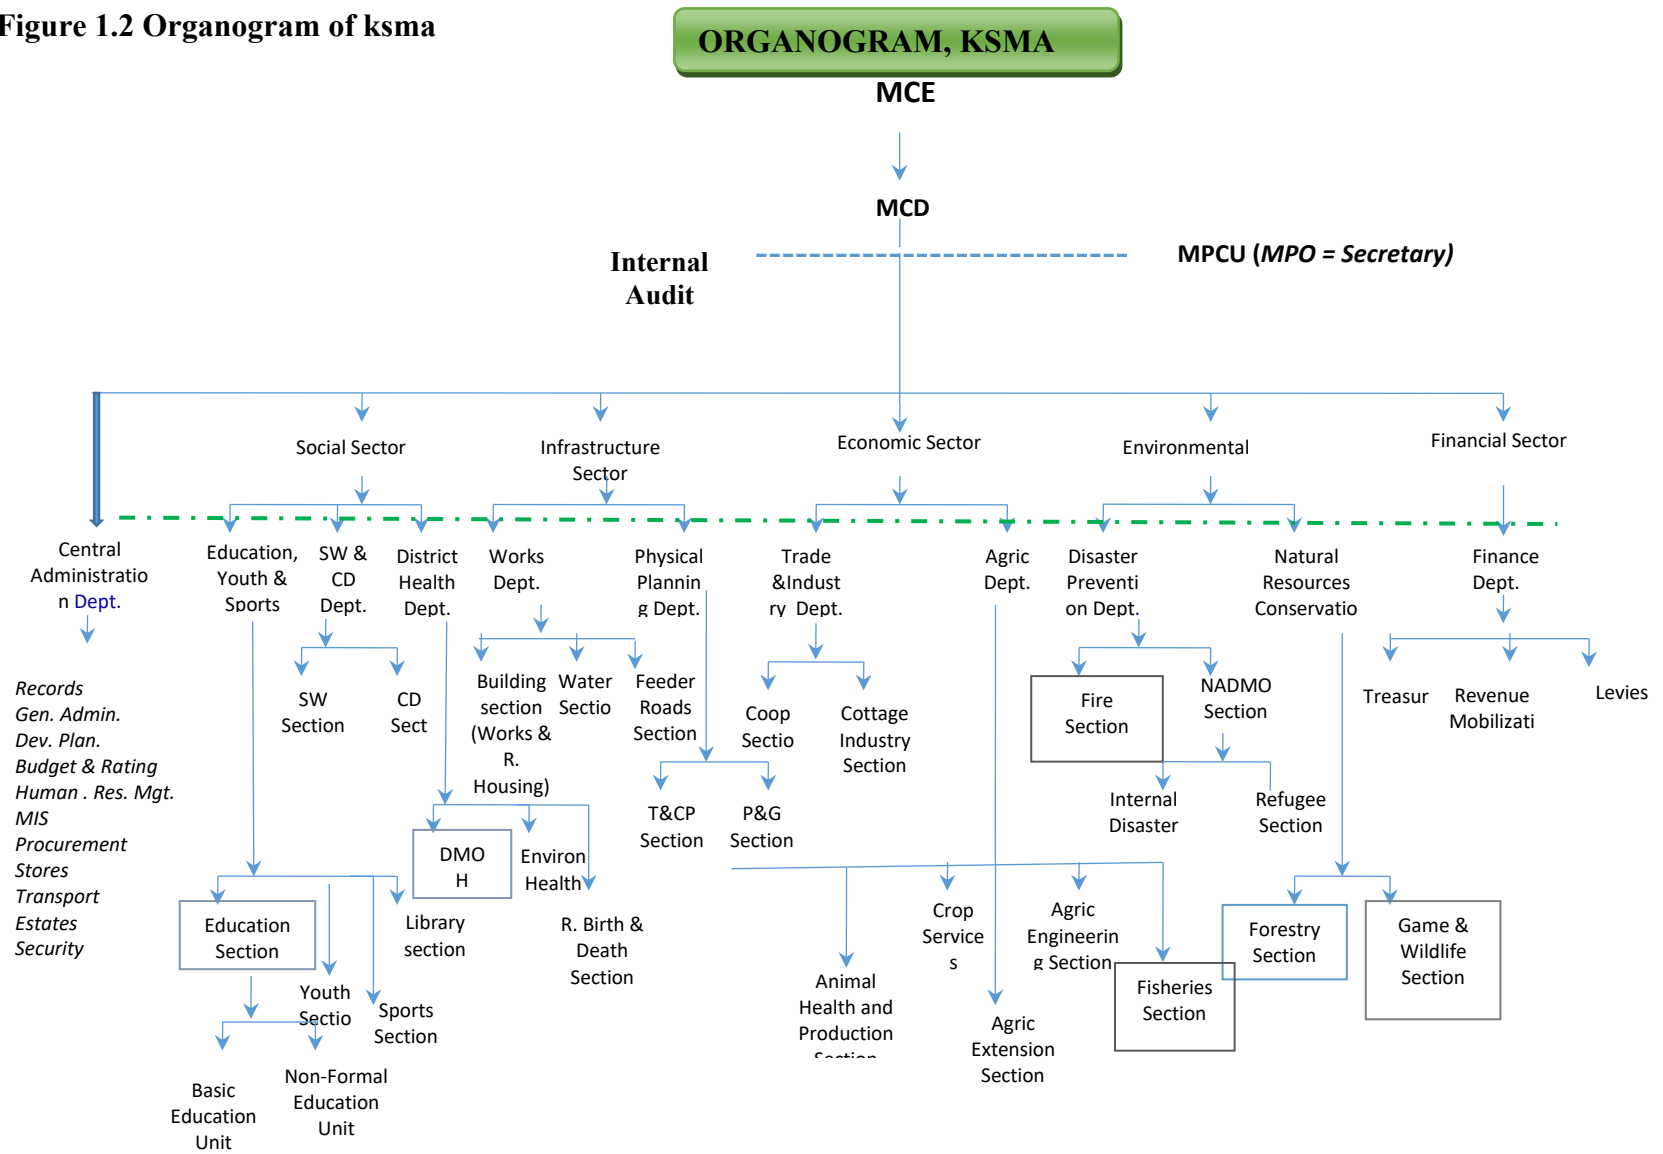 Figure 1.2 Organogram of ksma
ORGANOGRAM, KSMA
MCE
MCD
Internal
Audit
MPCU (MPO = Secretary)
Social Sector
Infrastructure
Sector
Economic Sector
Environmental
Financial Sector
Central
Administratio
n Dept.
Education,
Youth &
Sports
SW &
CD
Dept.
District
Health
Dept.
Works
Dept.
Physical
Plannin
g Dept.
Trade
&Indust
ry Dept.
Agric
Dept.
Disaster
Preventi
on Dept.
Natural
Resources
Conservatio
Finance
Dept.
Records
Gen. Admin.
Dev. Plan.
Budget & Rating
Human . Res. Mgt.
MIS
Procurement
Stores
Transport
Estates
Security
SW
Section
CD
Sect
Building
section
(Works &
R.
Housing)
Water
Sectio
Feeder
Roads
Section
Coop
Sectio
Cottage
Industry
Section
Fire
Section
NADMO
Section
Treasur
Revenue
Mobilizati
Levies
T&CP
Section
P&G
Section
Internal
Disaster
Refugee
Section
DMO
H
Environ
Health
R. Birth &
Death
Section
Education
Section
Library
section
Youth
Sectio
Sports
Section
Basic
Education
Unit
Non-Formal
Education
Unit
Animal
Health and
Production
Section
Crop
Service
s
Agric
Extension
Section
Agric
Engineerin
g Section
Fisheries
Section
Forestry
Section
Game &
Wildlife
Section